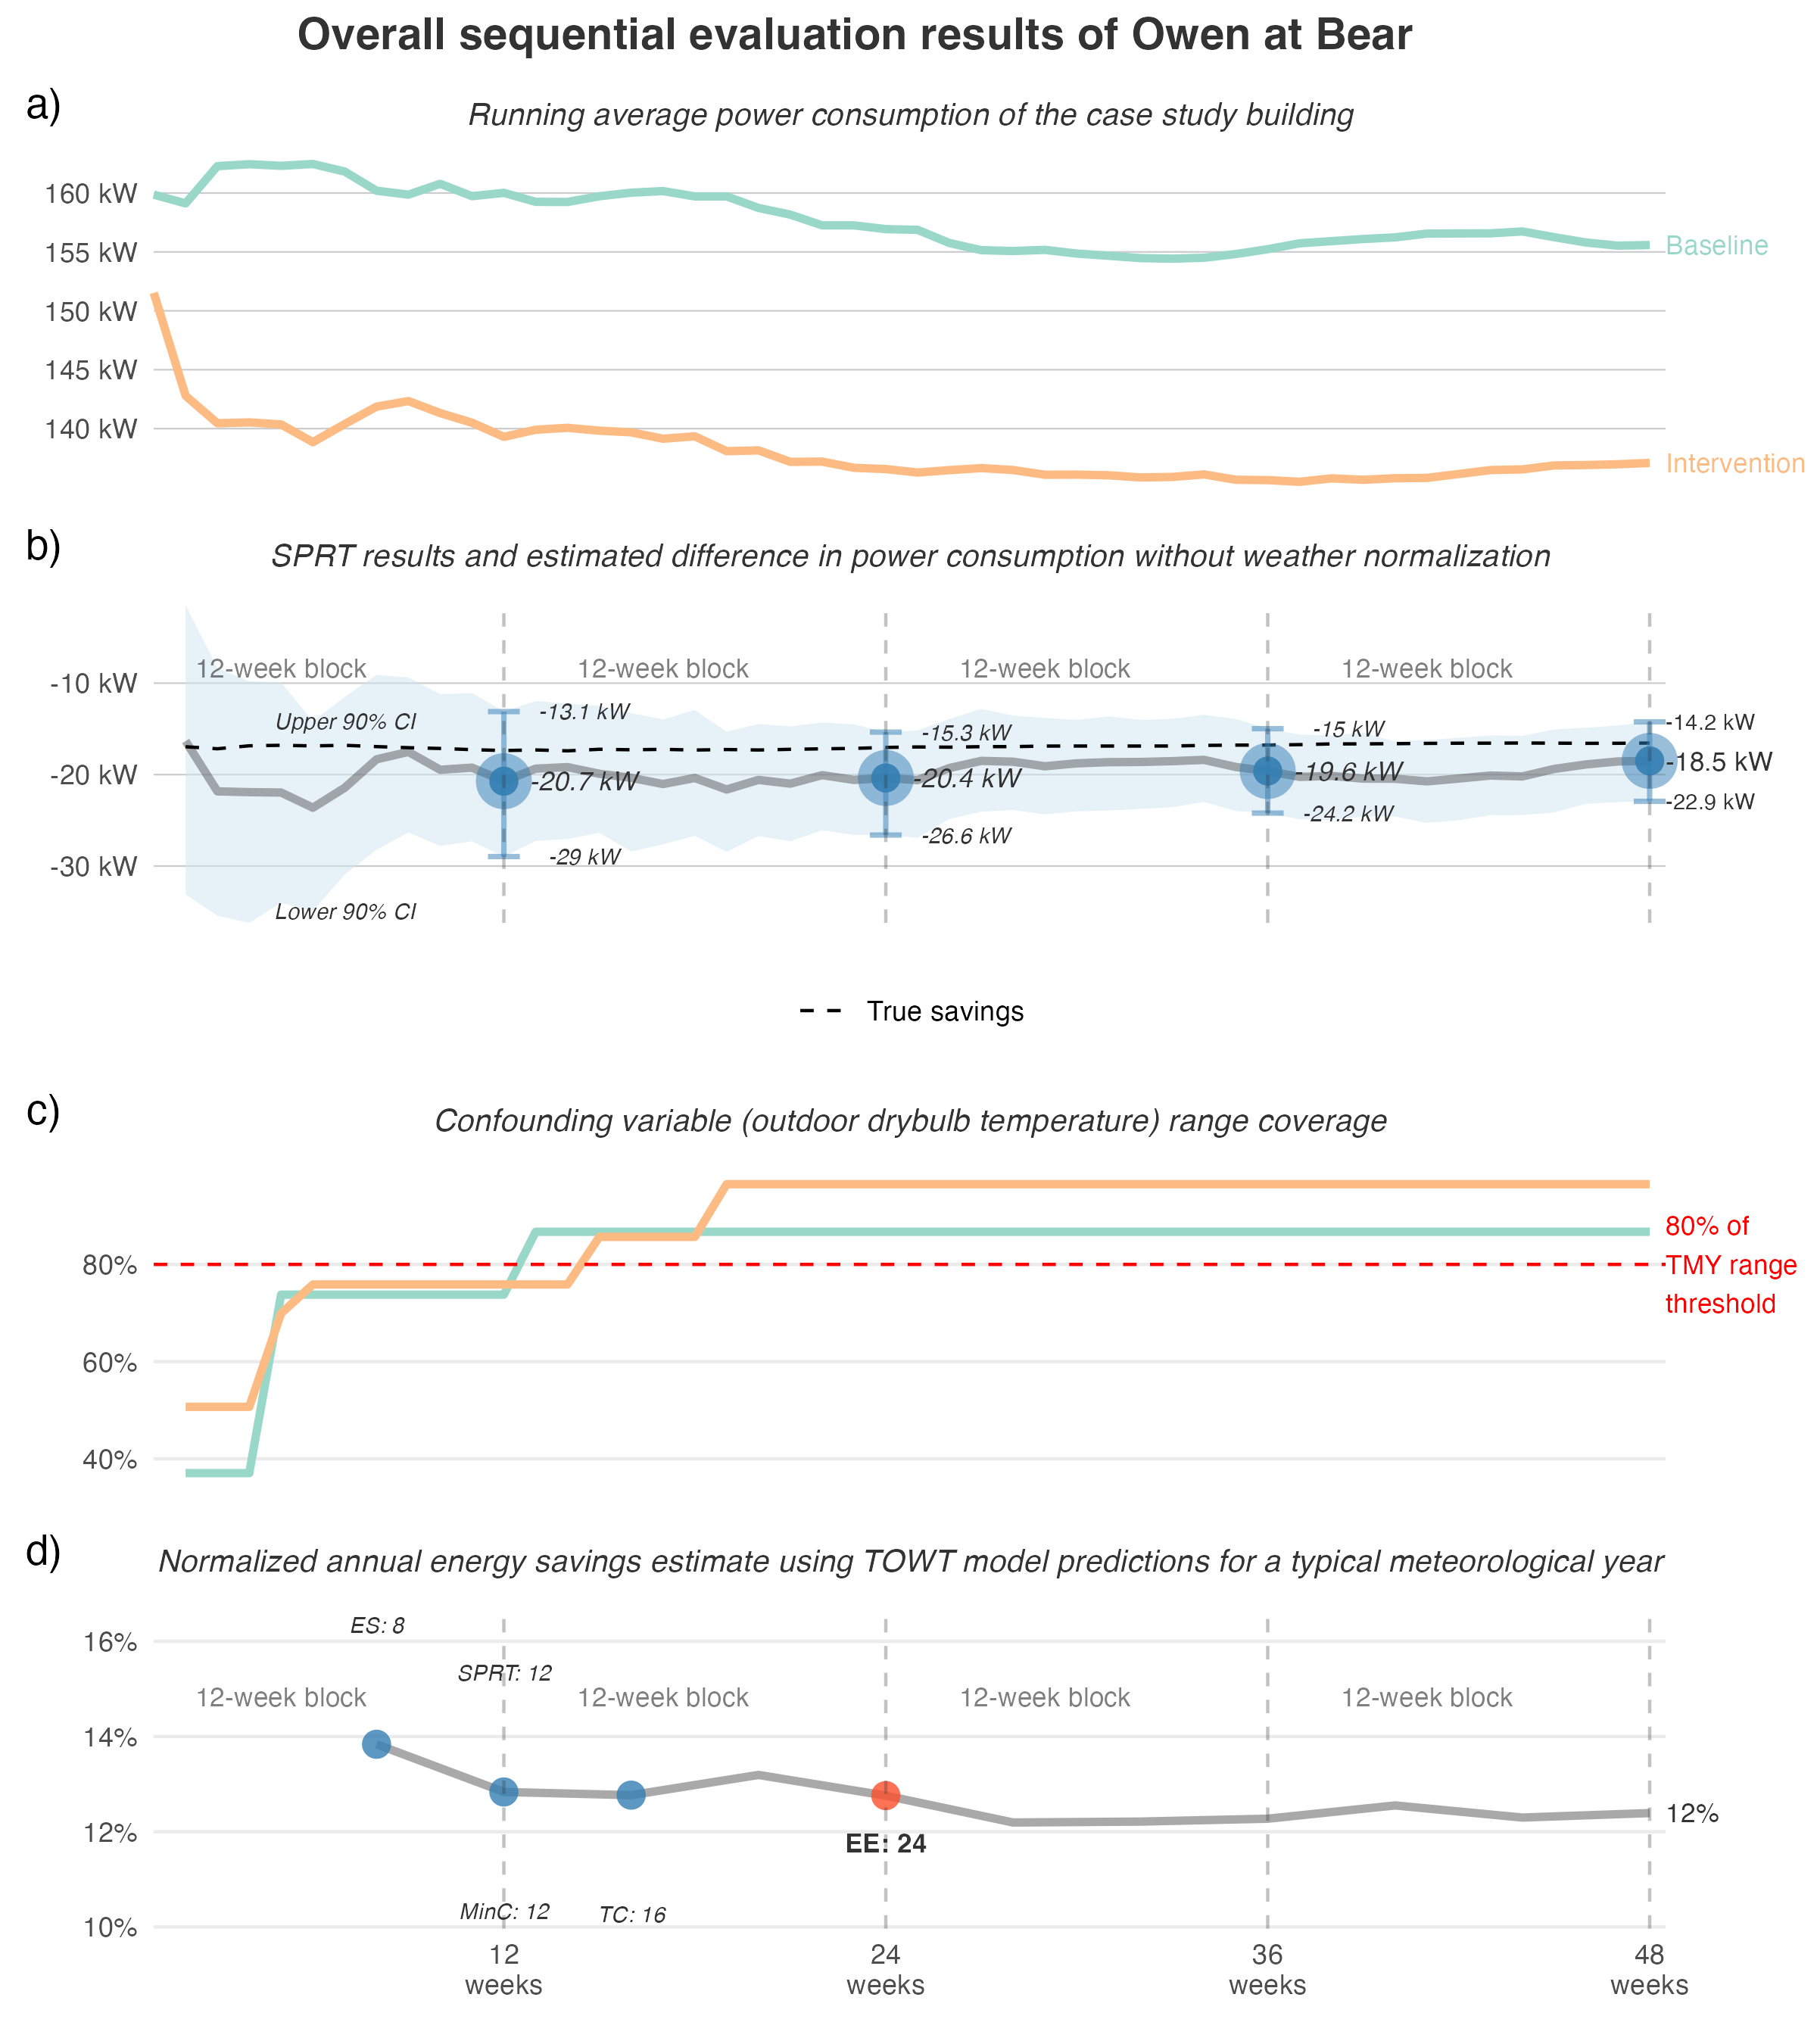 Overall sequential evaluation results of Owen at Bear
a)
Running average power consumption of the case study building
160 kW
155 kW
Baseline
150 kW
145 kW
140 kW
Intervention
b)
SPRT results and estimated difference in power consumption without weather normalization
12-week block
12-week block
12-week block
12-week block
-10 kW
Upper 90% CI
-13.1 kW
-15.3 kW
-15 kW
-14.2 kW
-20 kW
-20.7 kW
-20.4 kW
-19.6 kW
-18.5 kW
-29 kW
-26.6 kW
-24.2 kW
-22.9 kW
-30 kW
Lower 90% CI
True savings
c)
Confounding variable (outdoor drybulb temperature) range coverage
80% of
TMY range
threshold
80%
60%
40%
d)
Normalized annual energy savings estimate using TOWT model predictions for a typical meteorological year
ES: 8
16%
SPRT: 12
12-week block
12-week block
12-week block
12-week block
14%
12%
12%
EE: 24
MinC: 12
TC: 16
10%
12
weeks
24
weeks
36
weeks
48
weeks